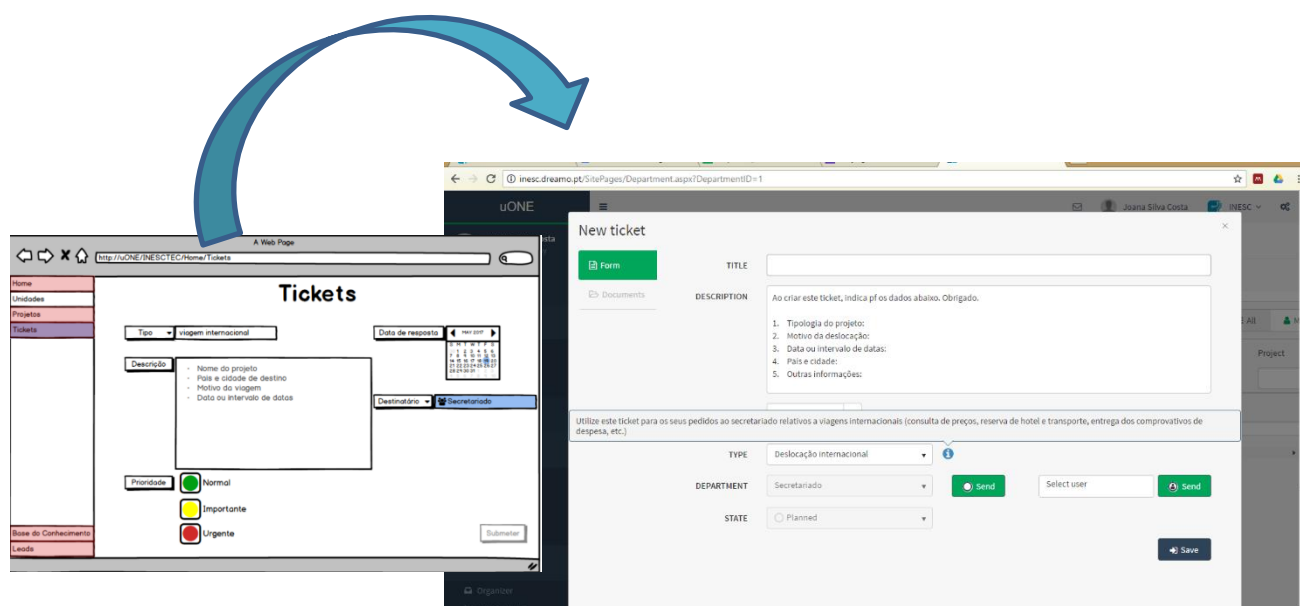 A Web Page
http://uONE/INESCTEC/Home/Tickets
Home
Unidades
Projetos
Tickets
Base do Conhecimento
Leads
Tickets
Tipo
viagem internacional
Data de resposta
MAY 2017
S M T W T F S
Descrição
- Nome do projeto
- País e cidade de destino
- Motivo da viagem
- Data ou intervalo de datas
Destinatário
Secretariado
Prioridade
Normal
Importante
Urgente
Submeter
inesc.dreamo.pt/SitePages/Department.aspx?DepartmentID=1
uONE
Joana Silva Costa
INESC
sta
New ticket
×
Form
Documents
TITLE
DESCRIPTION
Ao criar este ticket, indica pf os dados abaixo. Obrigado.
1. Tipologia do projeto:
2. Motivo da deslocação:
3. Data ou intervalo de datas:
4. País e cidade:
5. Outras informações:
All
M
Project
Utilize este ticket para os seus pedidos ao secretariado relativos a viagens internacionais (consulta de preços, reserva de hotel e transporte, entrega dos comprovativos de
despesa, etc.)
TYPE
Deslocação internacional
DEPARTMENT
Secretariado
Send
Select user
Send
STATE
Planned
Save
Organizer